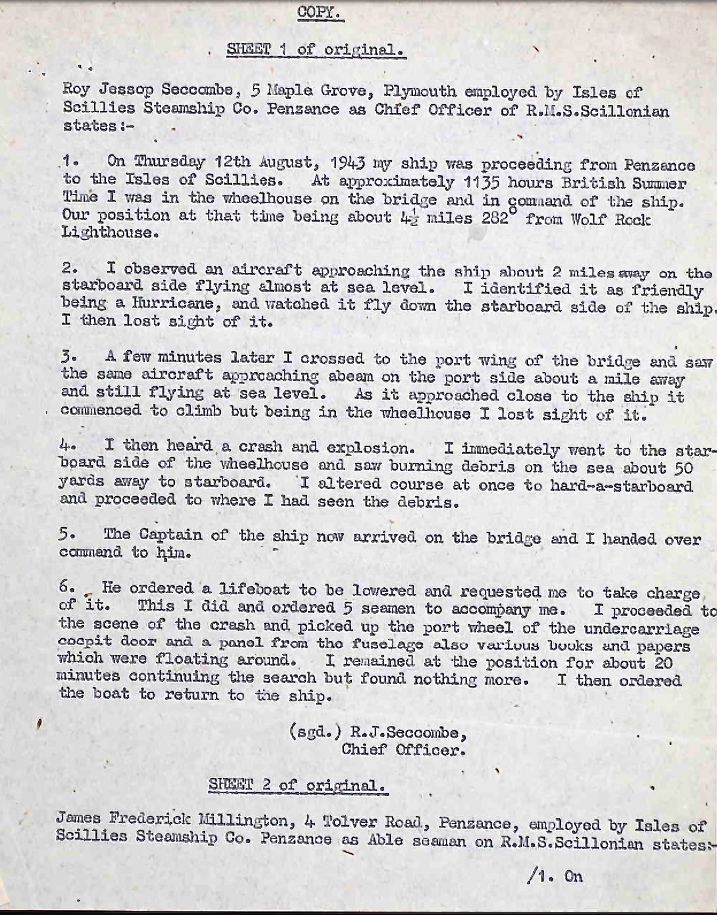 COPY.
SHEET 1 of original.
Roy Jessop Seccombe, 5 Maple Grove, Plymouth employed by Isles of
Scillies Steamship Co. Penzance as Chief Officer of R.M.S.Scillonian
states:-
1. On Thursday 12th August, 1943 my ship was proceeding from Penzance
to the Isles of Scillies. At approximately 1135 hours British Summer
Time I was in the wheelhouse on the bridge and in command of the ship.
Our position at that time being about 4½ miles 282° from Wolf Rock
Lighthouse.
2. I observed an aircraft approaching the ship about 2 miles away on the
starboard side flying almost at sea level. I identified it as friendly
being a Hurricane, and watched it fly down the starboard side of the ship.
I then lost sight of it.
3. A few minutes later I crossed to the port wing of the bridge and saw
the same aircraft approaching abeam on the port side about a mile away
and still flying at sea level. As it approached close to the ship it
commenced to climb but being in the wheelhouse I lost sight of it.
4. I then heard a crash and explosion. I immediately went to the star-
board side of the wheelhouse and saw burning debris on the sea about 50
yards away to starboard. I altered course at once to hard-a-starboard
and proceeded to where I had seen the debris.
5. The Captain of the ship now arrived on the bridge and I handed over
command to him.
6. He ordered a lifeboat to be lowered and requested me to take charge
of it. This I did and ordered 5 seamen to accompany me. I proceeded to
the scene of the crash and picked up the port wheel of the undercarriage
cocpit door and a panel from the fuselage also various books and papers
which were floating around. I remained at the position for about 20
minutes continuing the search but found nothing more. I then ordered
the boat to return to the ship.
(sgd.) R.J.Seccombe,
Chief Officer.
SHEET 2 of original.
James Frederick Millington, 4 Tolver Road, Penzance, employed by Isles of
Scillies Steamship Co. Penzance as Able seaman on R.M.S.Scillonian states:-
/1. On